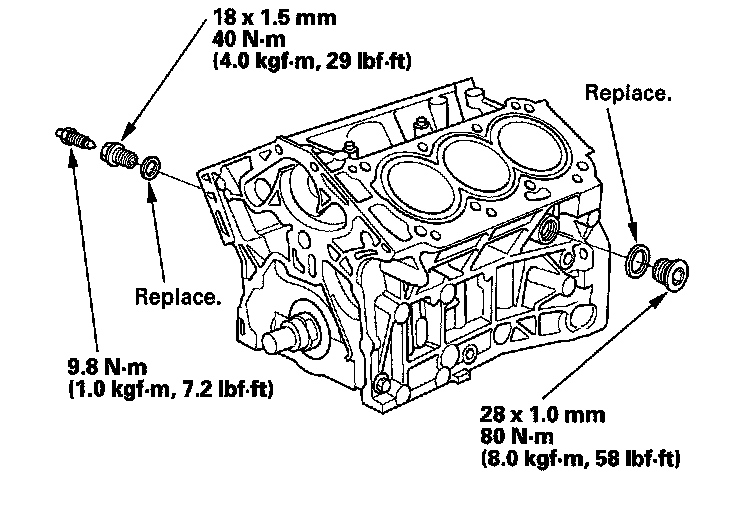 18 x 1.5 mm
40 N·m
(4.0 kgf·m, 29 lbf·ft)
Replace.
Replace.
9.8 N·m
(1.0 kgf·m, 7.2 lbf·ft)
28 x 1.0 mm
80 N·m
(8.0 kgf·m, 58 lbf·ft)